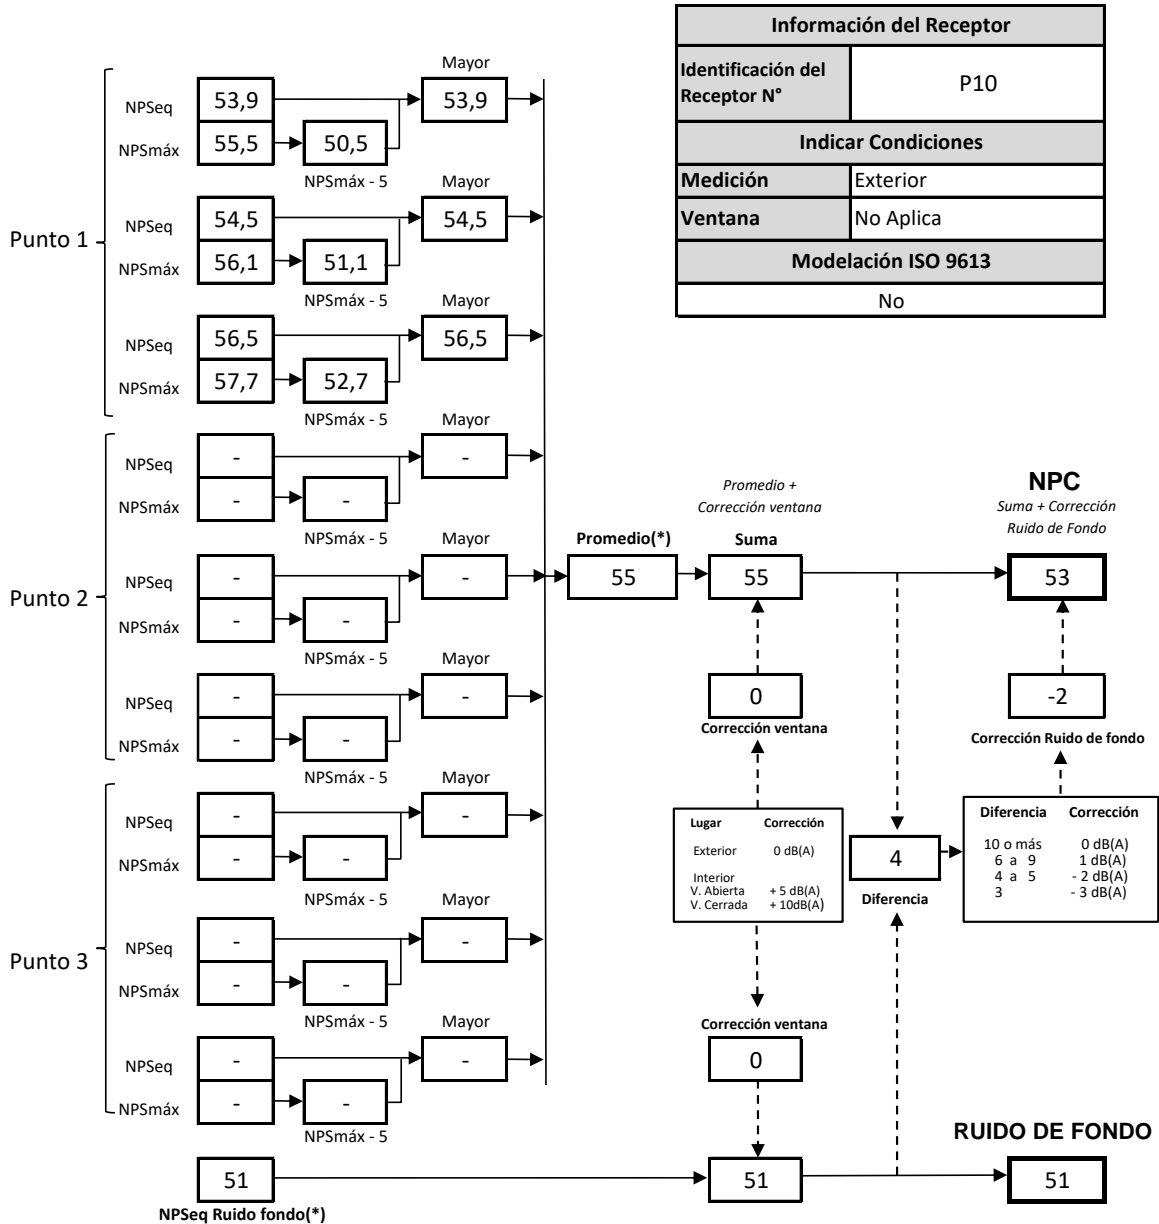 Información del Receptor
Identificación del Receptor N° P10
Indicar Condiciones
Medición Exterior
Ventana No Aplica
Modelación ISO 9613
No
Punto 1
Mayor
NPSeq 53,9 53,9
NPSmáx 55,5 50,5
NPSmáx - 5
Mayor
NPSeq 54,5 54,5
NPSmáx 56,1 51,1
NPSmáx - 5
Mayor
NPSeq 56,5 56,5
NPSmáx 57,7 52,7
NPSmáx - 5
Punto 2
Mayor
NPSeq - -
NPSmáx - -
NPSmáx - 5
Mayor
NPSeq - -
NPSmáx - -
NPSmáx - 5
Mayor
NPSeq - -
NPSmáx - -
NPSmáx - 5
Punto 3
Mayor
NPSeq - -
NPSmáx - -
NPSmáx - 5
Mayor
NPSeq - -
NPSmáx - -
NPSmáx - 5
Mayor
NPSeq - -
NPSmáx - -
NPSmáx - 5
Promedio(*)
55
Promedio +
Corrección ventana
Suma
55
0
Corrección ventana
Lugar Corrección
Exterior 0 dB(A)
Interior
V. Abierta + 5 dB(A)
V. Cerrada + 10dB(A)
Corrección ventana
0
NPC
Suma + Corrección
Ruido de Fondo
53
-2
Corrección Ruido de fondo
Diferencia Corrección
10 o más 0 dB(A)
6 a 9 1 dB(A)
4 a 5 - 2 dB(A)
3 - 3 dB(A)
4
Diferencia
RUIDO DE FONDO
51 51 51
NPSeq Ruido fondo(*)